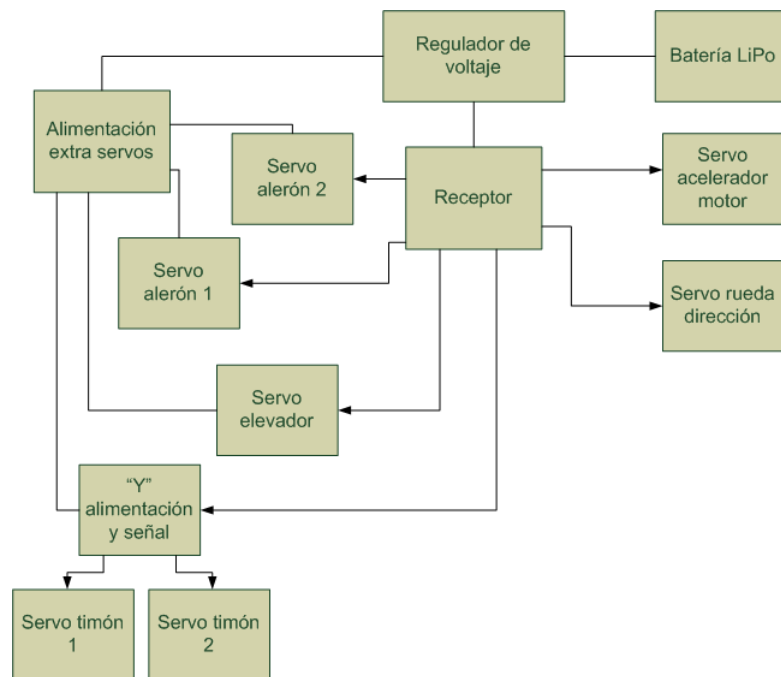 Regulador de
voltaje
Batería LiPo
Alimentación
extra servos
Servo
alerón 2
Receptor
Servo
acelerador
motor
Servo
alerón 1
Servo rueda
dirección
Servo
elevador
“Y”
alimentación
y señal
Servo timón
1
Servo timón
2